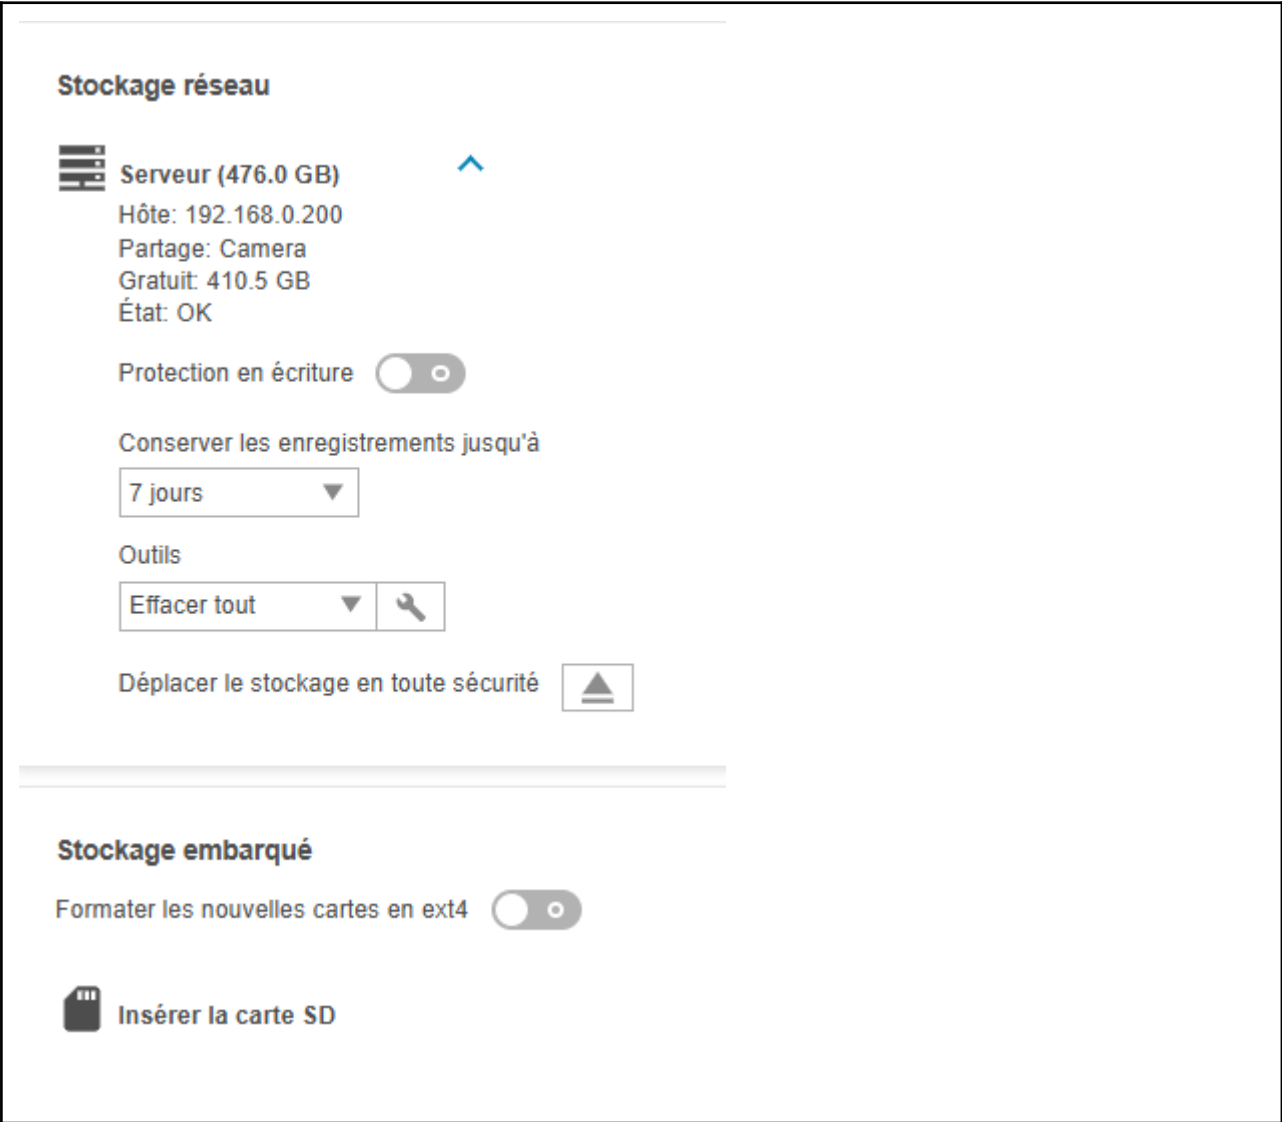 Stockage réseau
Serveur (476.0 GB)
Hôte: 192.168.0.200
Partage: Camera
Gratuit: 410.5 GB
État: OK
Protection en écriture
Conserver les enregistrements jusqu'à
7 jours
Outils
Effacer tout
Déplacer le stockage en toute sécurité
Stockage embarqué
Formater les nouvelles cartes en ext4
Insérer la carte SD